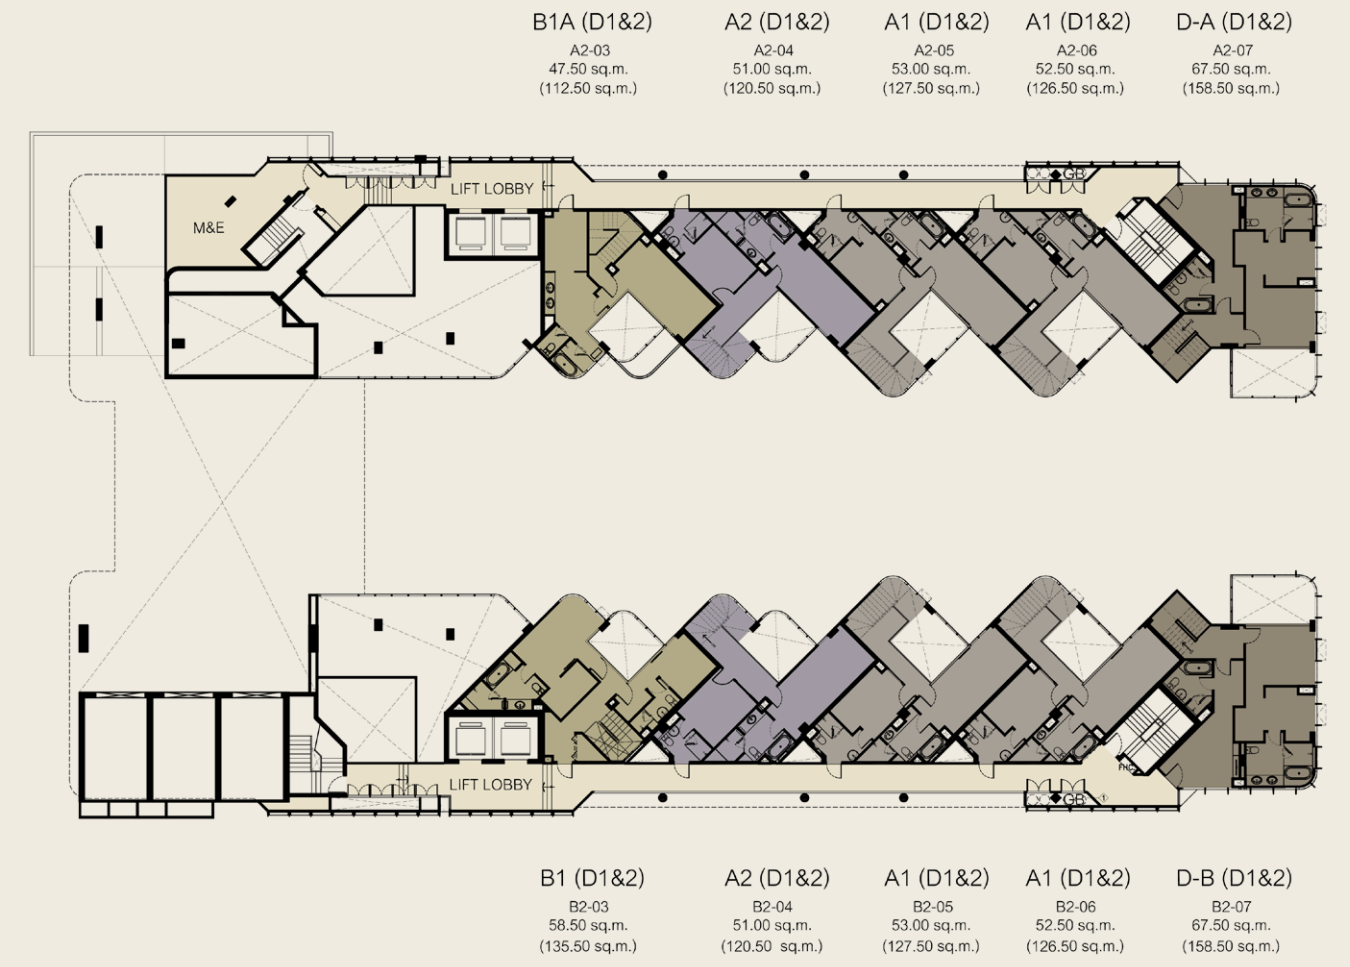 B1A (D1&2)
A2-03
47.50 sq.m.
(112.50 sq.m.)
A2 (D1&2)
A2-04
51.00 sq.m.
(120.50 sq.m.)
A1 (D1&2)
A2-05
53.00 sq.m.
(127.50 sq.m.)
A1 (D1&2)
A2-06
52.50 sq.m.
(126.50 sq.m.)
D-A (D1&2)
A2-07
67.50 sq.m.
(158.50 sq.m.)
M&E
LIFT LOBBY
GB
LIFT LOBBY
FHC
GB
B1 (D1&2)
B2-03
58.50 sq.m.
(135.50 sq.m.)
A2 (D1&2)
B2-04
51.00 sq.m.
(120.50 sq.m.)
A1 (D1&2)
B2-05
53.00 sq.m.
(127.50 sq.m.)
A1 (D1&2)
B2-06
52.50 sq.m.
(126.50 sq.m.)
D-B (D1&2)
B2-07
67.50 sq.m.
(158.50 sq.m.)